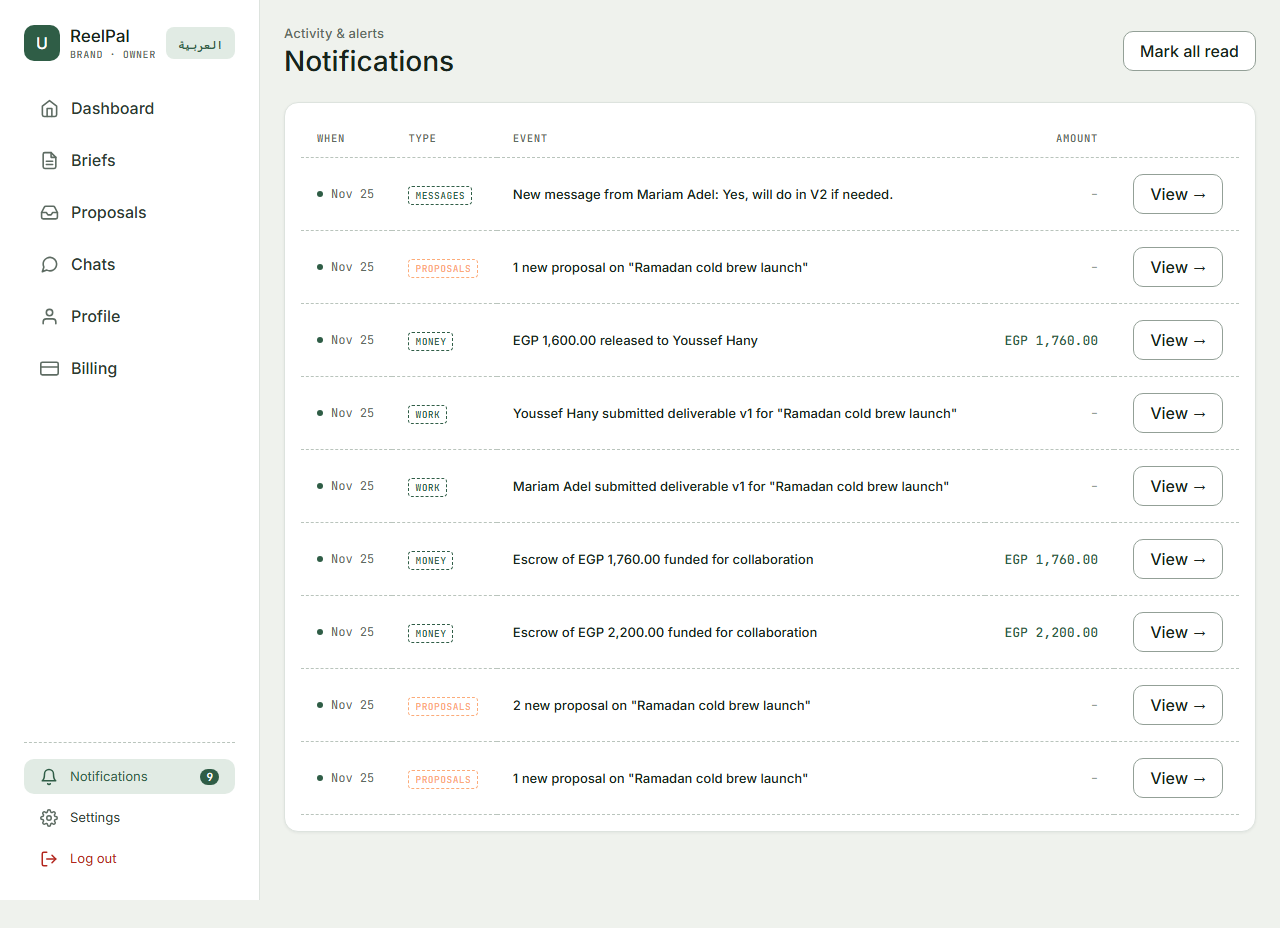 U
ReelPal
BRAND · OWNER
العربية
Dashboard
Briefs
Proposals
Chats
Profile
Billing
Notifications 9
Settings
Log out
Activity & alerts
Notifications
Mark all read
WHEN TYPE EVENT AMOUNT
Nov 25 MESSAGES New message from Mariam Adel: Yes, will do in V2 if needed. – View →
Nov 25 PROPOSALS 1 new proposal on "Ramadan cold brew launch" – View →
Nov 25 MONEY EGP 1,600.00 released to Youssef Hany EGP 1,760.00 View →
Nov 25 WORK Youssef Hany submitted deliverable v1 for "Ramadan cold brew launch" – View →
Nov 25 WORK Mariam Adel submitted deliverable v1 for "Ramadan cold brew launch" – View →
Nov 25 MONEY Escrow of EGP 1,760.00 funded for collaboration EGP 1,760.00 View →
Nov 25 MONEY Escrow of EGP 2,200.00 funded for collaboration EGP 2,200.00 View →
Nov 25 PROPOSALS 2 new proposal on "Ramadan cold brew launch" – View →
Nov 25 PROPOSALS 1 new proposal on "Ramadan cold brew launch" – View →